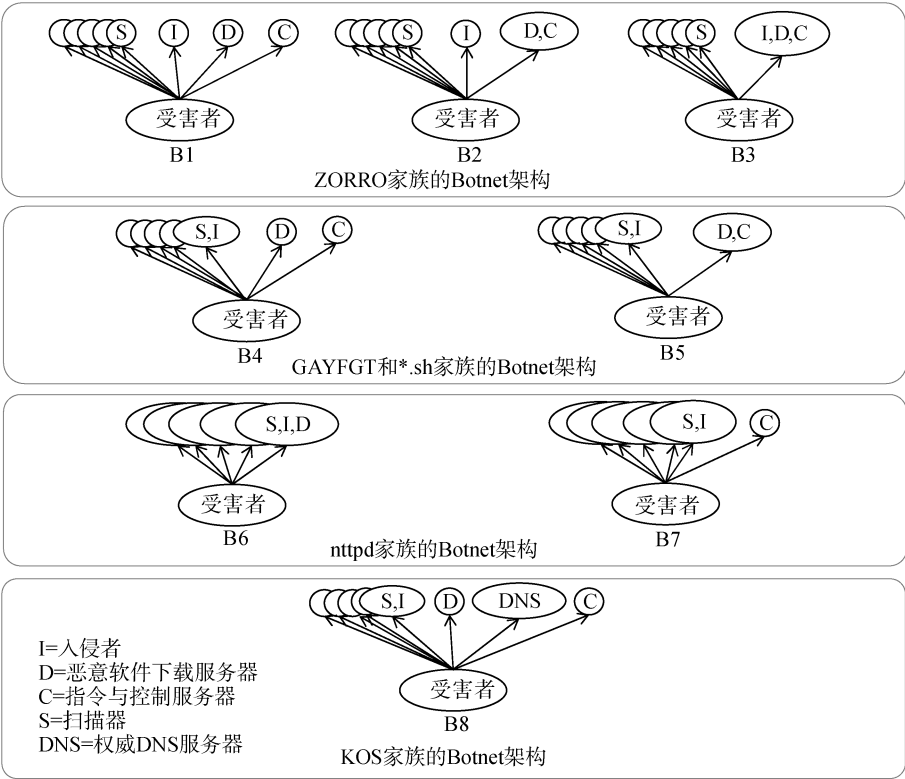 S I D C
S I D,C
S I,D,C
受害者 受害者 受害者
B1 B2 B3
ZORRO家族的Botnet架构
S,I D C
S,I D,C
受害者 受害者
B4 B5
GAYFGT和*.sh家族的Botnet架构
S,I,D
S,I C
受害者 受害者
B6 B7
nttpd家族的Botnet架构
S,I D DNS C
受害者
B8
I=入侵者
D=恶意软件下载服务器
C=指令与控制服务器
S=扫描器
DNS=权威DNS服务器
KOS家族的Botnet架构